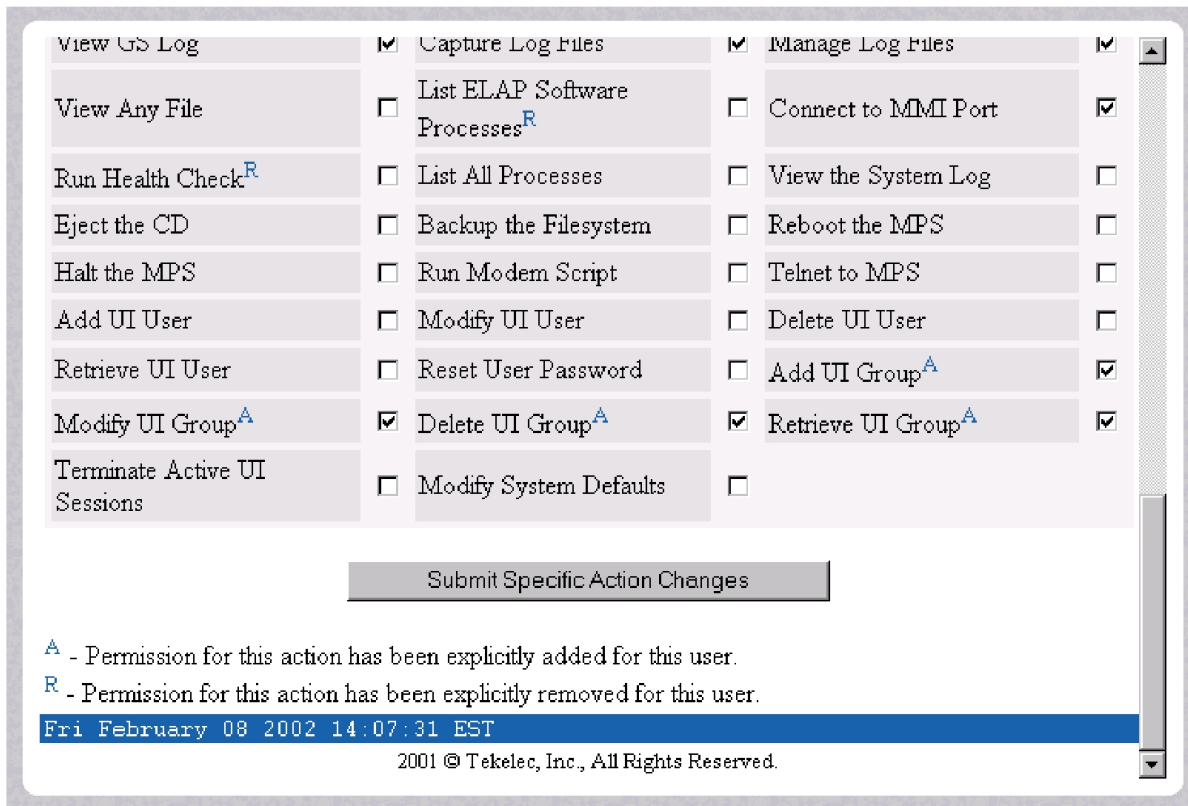 View GS Log Capture Log Files Manage Log Files
View Any File List ELAP Software Processes^R Connect to MMI Port
Run Health Check^R List All Processes View the System Log
Eject the CD Backup the Filesystem Reboot the MPS
Halt the MPS Run Modem Script Telnet to MPS
Add UI User Modify UI User Delete UI User
Retrieve UI User Reset User Password Add UI Group^A
Modify UI Group^A Delete UI Group^A Retrieve UI Group^A
Terminate Active UI Sessions Modify System Defaults
Submit Specific Action Changes
^A - Permission for this action has been explicitly added for this user.
^R - Permission for this action has been explicitly removed for this user.
Fri February 08 2002 14:07:31 EST
2001 © Tekelec, Inc., All Rights Reserved.